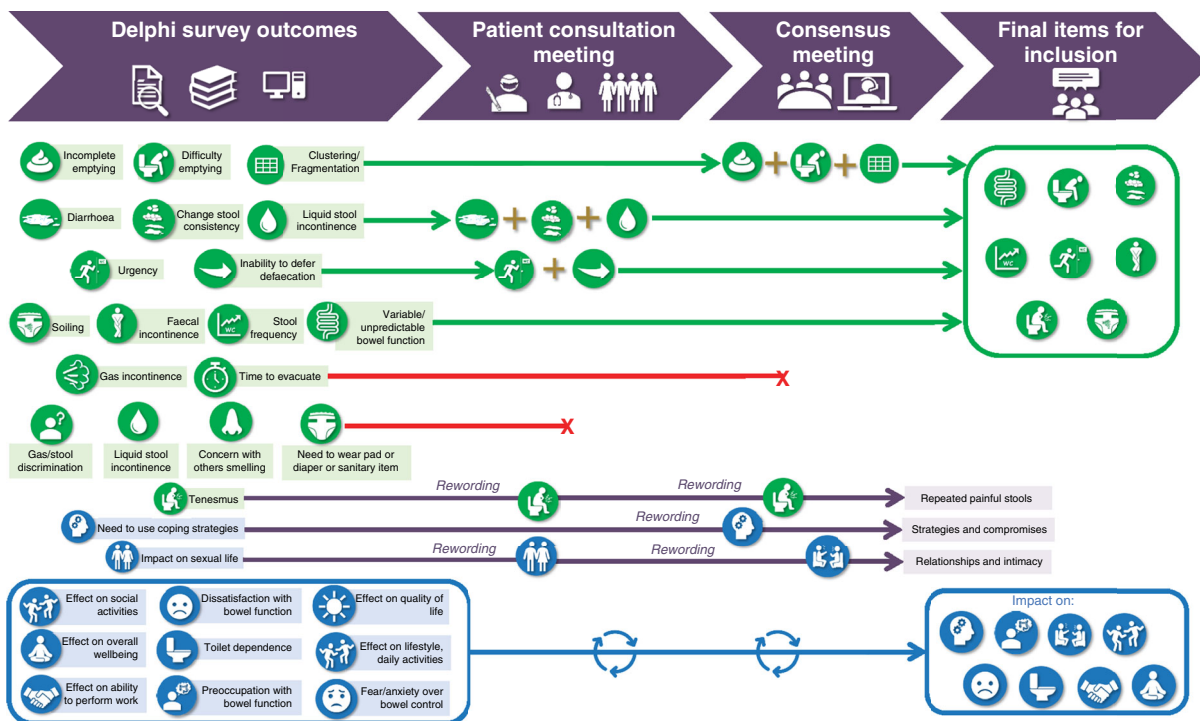 Delphi survey outcomes
Patient consultation
meeting
Consensus
meeting
Final items for
inclusion
Incomplete
emptying
Difficulty
emptying
Clustering/
Fragmentation
Diarrhoea
Change stool
consistency
Liquid stool
incontinence
Urgency
Inability to defer
defaecation
Soiling
Faecal
incontinence
WC
Stool
frequency
Variable/
unpredictable
bowel function
WC
Gas incontinence
Time to evacuate
X
Gas/stool
discrimination
Liquid stool
incontinence
Concern with
others smelling
Need to wear pad or
diaper or sanitary item
X
Tenesmus
Rewording
Rewording
Repeated painful stools
Need to use coping strategies
Rewording
Strategies and compromises
Impact on sexual life
Rewording
Rewording
Relationships and intimacy
Effect on social
activities
Dissatisfaction with
bowel function
Effect on quality of
life
Effect on overall
wellbeing
Toilet dependence
Effect on lifestyle,
daily activities
Effect on ability
to perform work
Preoccupation with
bowel function
Fear/anxiety over
bowel control
Impact on: